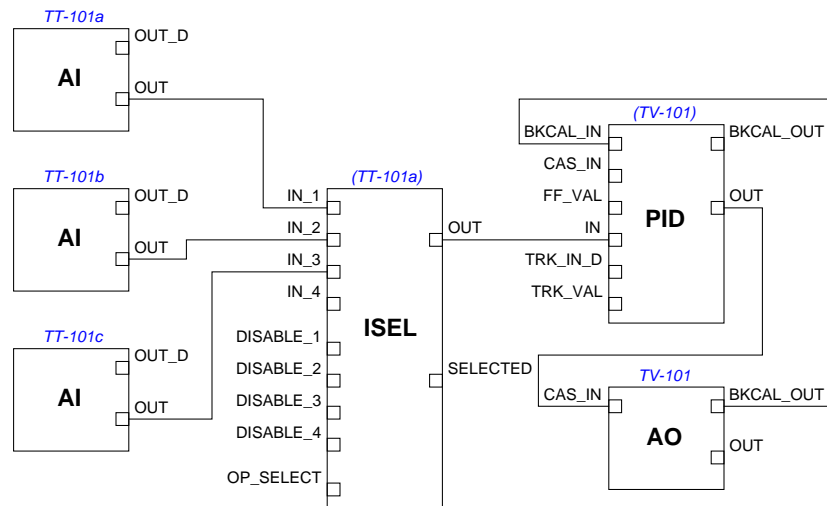 TT-101a
OUT_D
AI
OUT
TT-101b
OUT_D
AI
OUT
TT-101c
OUT_D
AI
OUT
(TT-101a)
IN_1
IN_2
IN_3
IN_4
DISABLE_1
DISABLE_2
DISABLE_3
DISABLE_4
OP_SELECT
ISEL
OUT
SELECTED
(TV-101)
BKCAL_IN
CAS_IN
FF_VAL
IN
TRK_IN_D
TRK_VAL
PID
BKCAL_OUT
OUT
TV-101
CAS_IN
AO
BKCAL_OUT
OUT